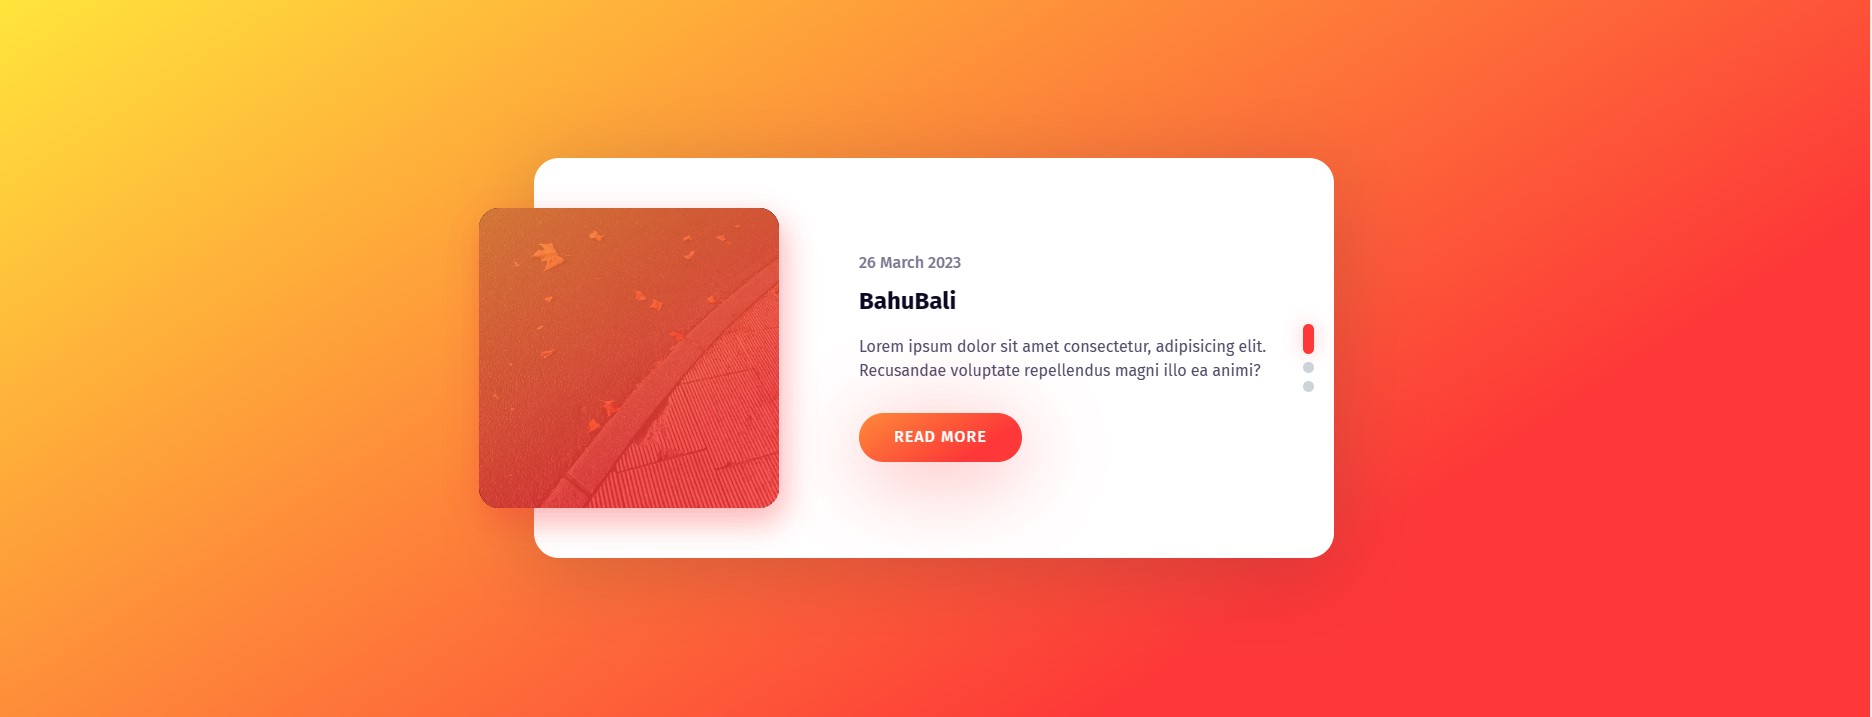 26 March 2023
BahuBali
Lorem ipsum dolor sit amet consectetur, adipisicing elit.
Recusandae voluptate repellendus magni illo ea animi?
READ MORE